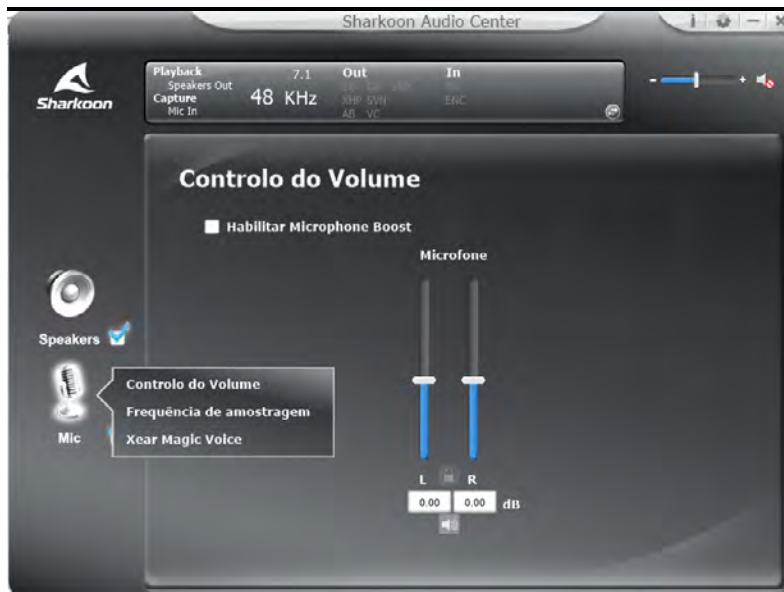 Sharkoon Audio Center
Sharkoon
Playback
Speakers Out
Capture
Mic In
48 KHz
7.1
Out
XHP SVN
AB VC
In
ENC
- +
Controlo do Volume
Habilitar Microphone Boost
Microfone
Speakers
Mic
Controlo do Volume
Frequência de amostragem
Xear Magic Voice
L R
0.00 0.00 dB